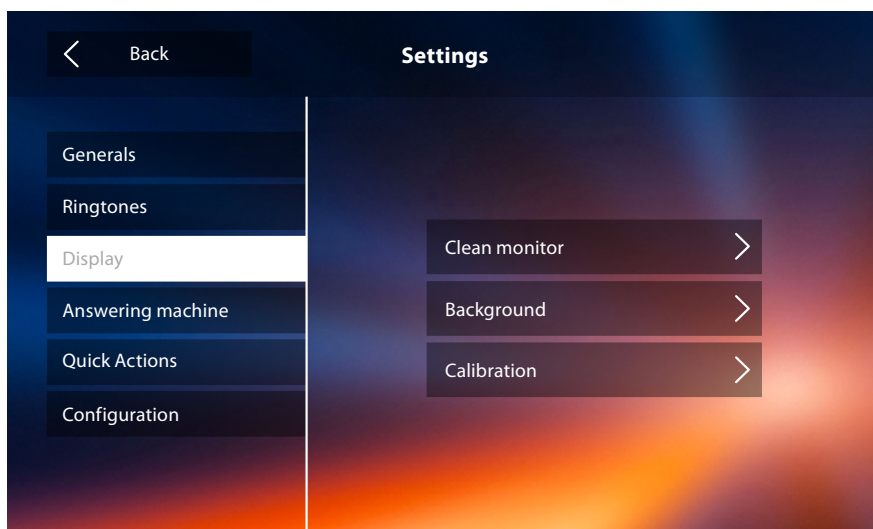 Back
Settings
Generals
Ringtones
Display
Answering machine
Quick Actions
Configuration
Clean monitor
Background
Calibration